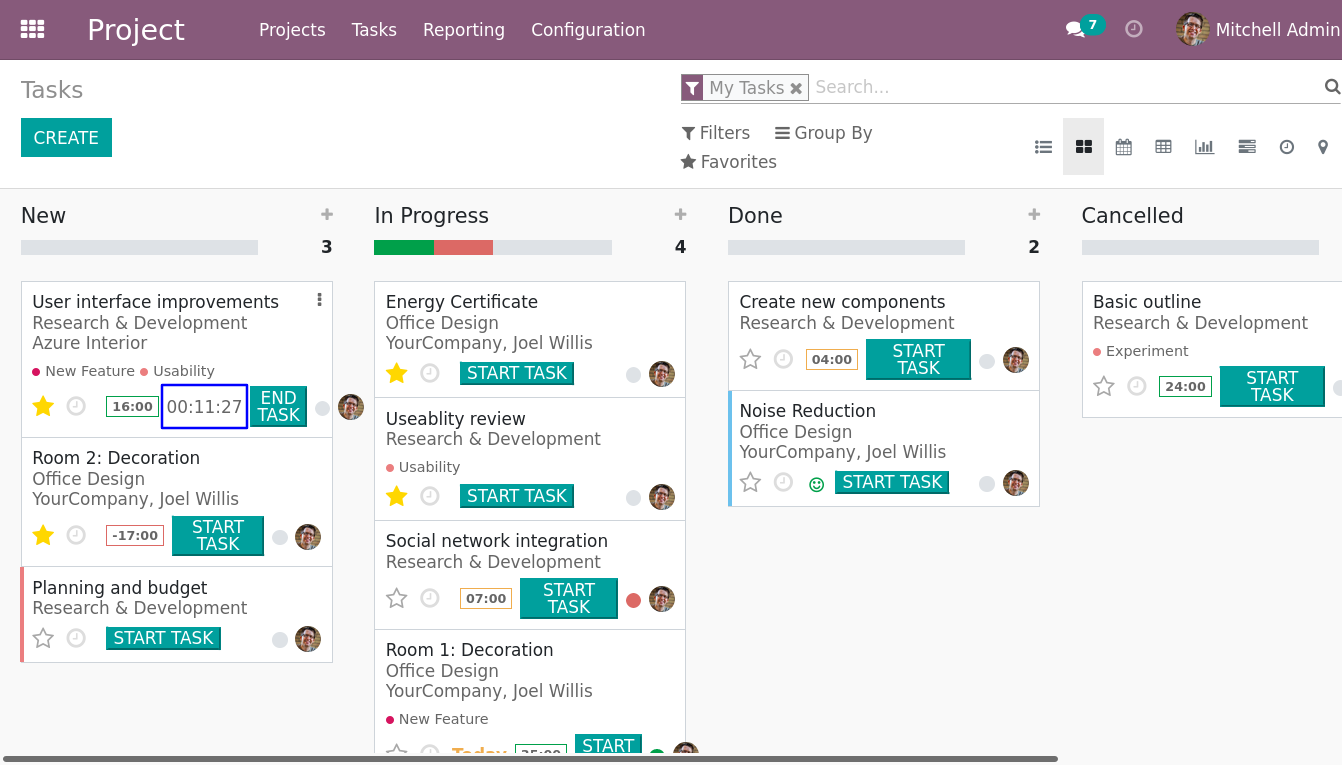 Project
Projects
Tasks
Reporting
Configuration
7
Mitchell Admin
Tasks
My Tasks
Search...
CREATE
Filters
Group By
Favorites
New
3
User interface improvements
Research & Development
Azure Interior
New Feature
Usability
16:00
00:11:27
END
TASK
Room 2: Decoration
Office Design
YourCompany, Joel Willis
-17:00
START
TASK
Planning and budget
Research & Development
START TASK
In Progress
4
Energy Certificate
Office Design
YourCompany, Joel Willis
START TASK
Useablity review
Research & Development
Usability
START TASK
Social network integration
Research & Development
07:00
START
TASK
Room 1: Decoration
Office Design
YourCompany, Joel Willis
New Feature
Today
START
Done
2
Create new components
Research & Development
04:00
START
TASK
Noise Reduction
Office Design
YourCompany, Joel Willis
START TASK
Cancelled
Basic outline
Research & Development
Experiment
24:00
START
TASK